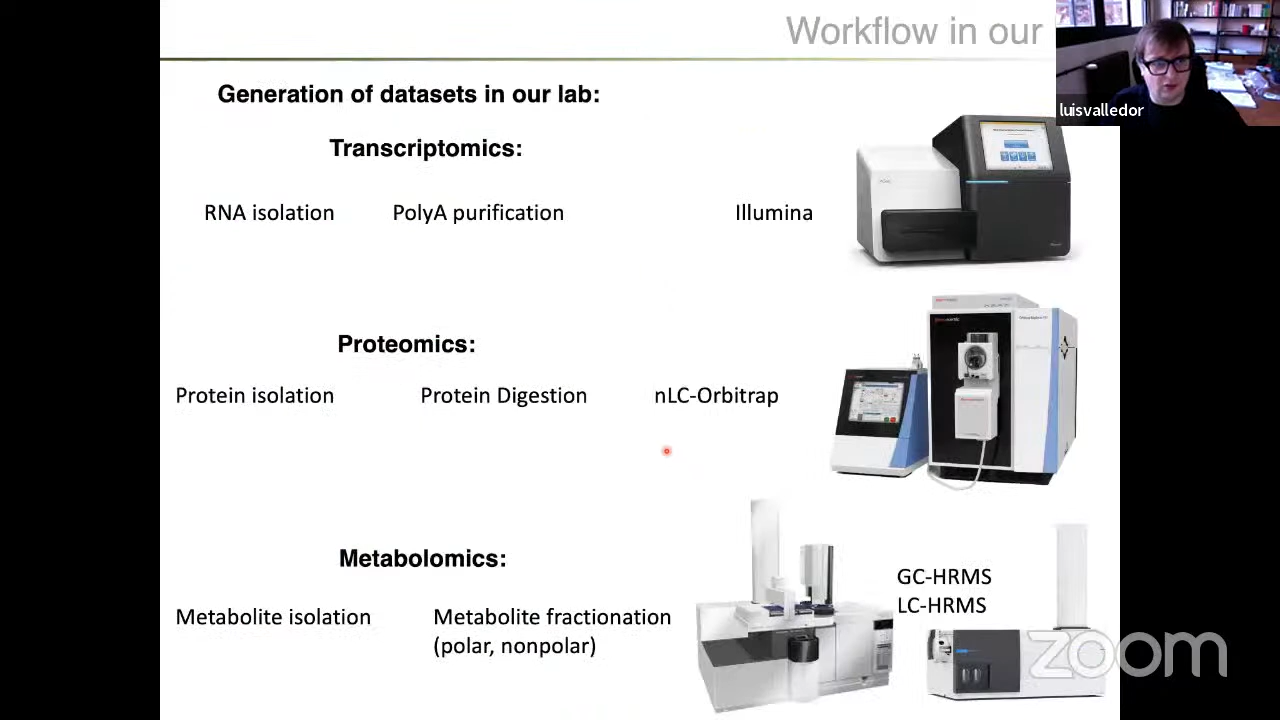 Workflow in our
luisvalledor
Generation of datasets in our lab:
Transcriptomics:
RNA isolation
PolyA purification
Illumina
Proteomics:
Protein isolation
Protein Digestion
nLC-Orbitrap
Metabolomics:
GC-HRMS
LC-HRMS
Metabolite isolation
Metabolite fractionation
(polar, nonpolar)
zoom